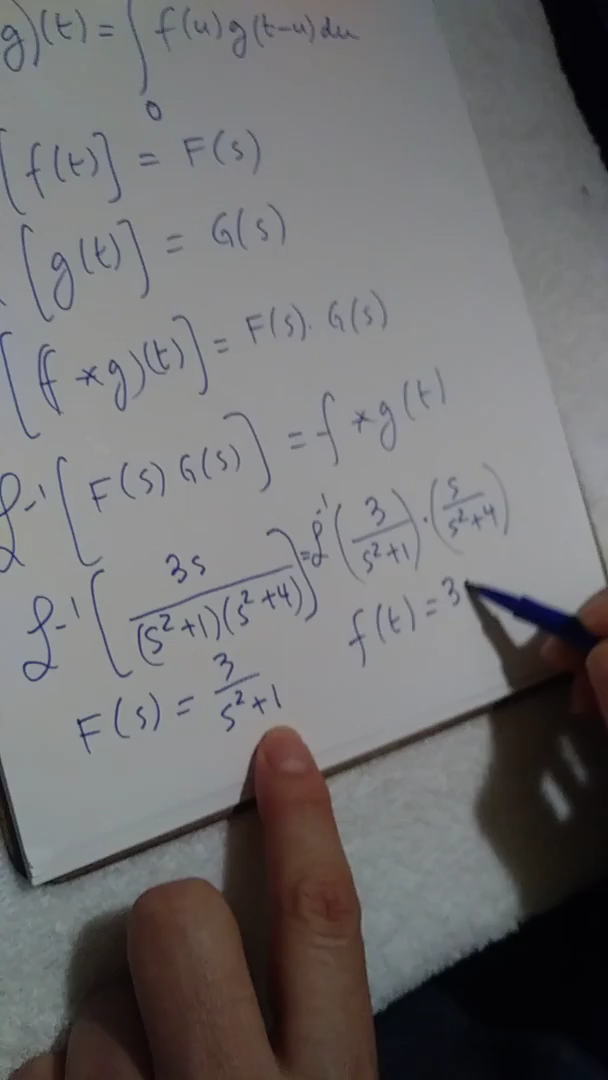 g)(t) = ∫₀ f(u) g(t-u) du
[f(t)] = F(s)
[g(t)] = G(s)
[(f * g)(t)] = F(s) . G(s)
ℒ⁻¹ [F(s) G(s)] = f * g(t)
ℒ⁻¹ [3s / (s²+1)(s²+4)] = ℒ⁻¹ (3 / s²+1) . (s / s²+4)
F(s) = 3 / s²+1 f(t) = 3